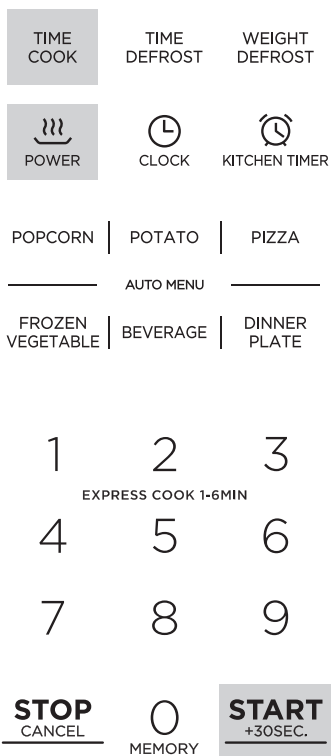 TIME TIME WEIGHT
COOK DEFROST DEFROST
POWER CLOCK KITCHEN TIMER
POPCORN POTATO PIZZA
AUTO MENU
FROZEN DINNER
VEGETABLE BEVERAGE PLATE
1 2 3
EXPRESS COOK 1-6MIN
4 5 6
7 8 9
STOP 0 START
CANCEL +30SEC.
MEMORY